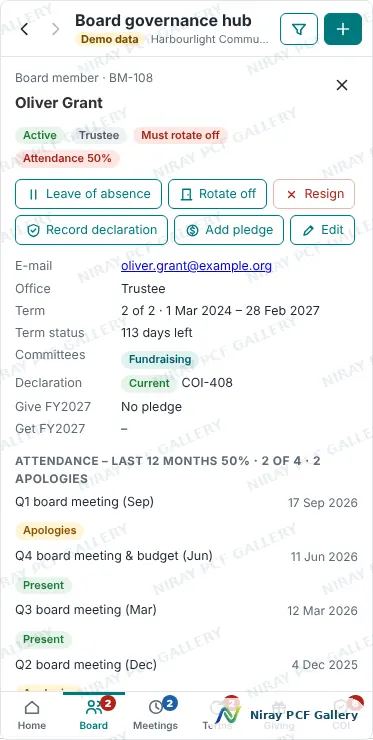 Board governance hub
Demo data Harbourlight Commu...
Board member · BM-108
Oliver Grant
Active Trustee Must rotate off
Attendance 50%
Leave of absence Rotate off Resign
Record declaration Add pledge Edit
E-mail oliver.grant@example.org
Office Trustee
Term 2 of 2 · 1 Mar 2024 – 28 Feb 2027
Term status 113 days left
Committees Fundraising
Declaration Current COI-408
Give FY2027 No pledge
Get FY2027 –
ATTENDANCE – LAST 12 MONTHS 50% · 2 OF 4 · 2
APOLOGIES
Q1 board meeting (Sep) 17 Sep 2026
Apologies
Q4 board meeting & budget (Jun) 11 Jun 2026
Present
Q3 board meeting (Mar) 12 Mar 2026
Present
Q2 board meeting (Dec) 4 Dec 2025
2 2 2
Home Board Meetings Giving COI
Niray PCF Gallery
NIRAY PCF GALLERY